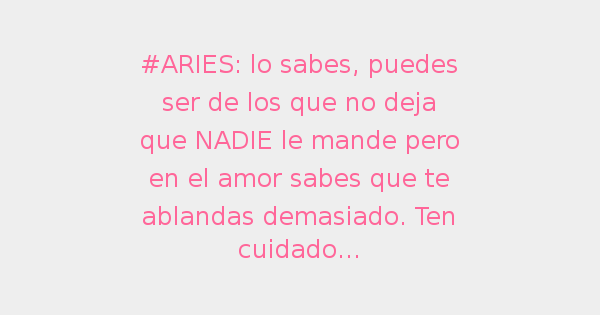 #ARIES: lo sabes, puedes
ser de los que no deja
que NADIE le mande pero
en el amor sabes que te
ablandas demasiado. Ten
cuidado...